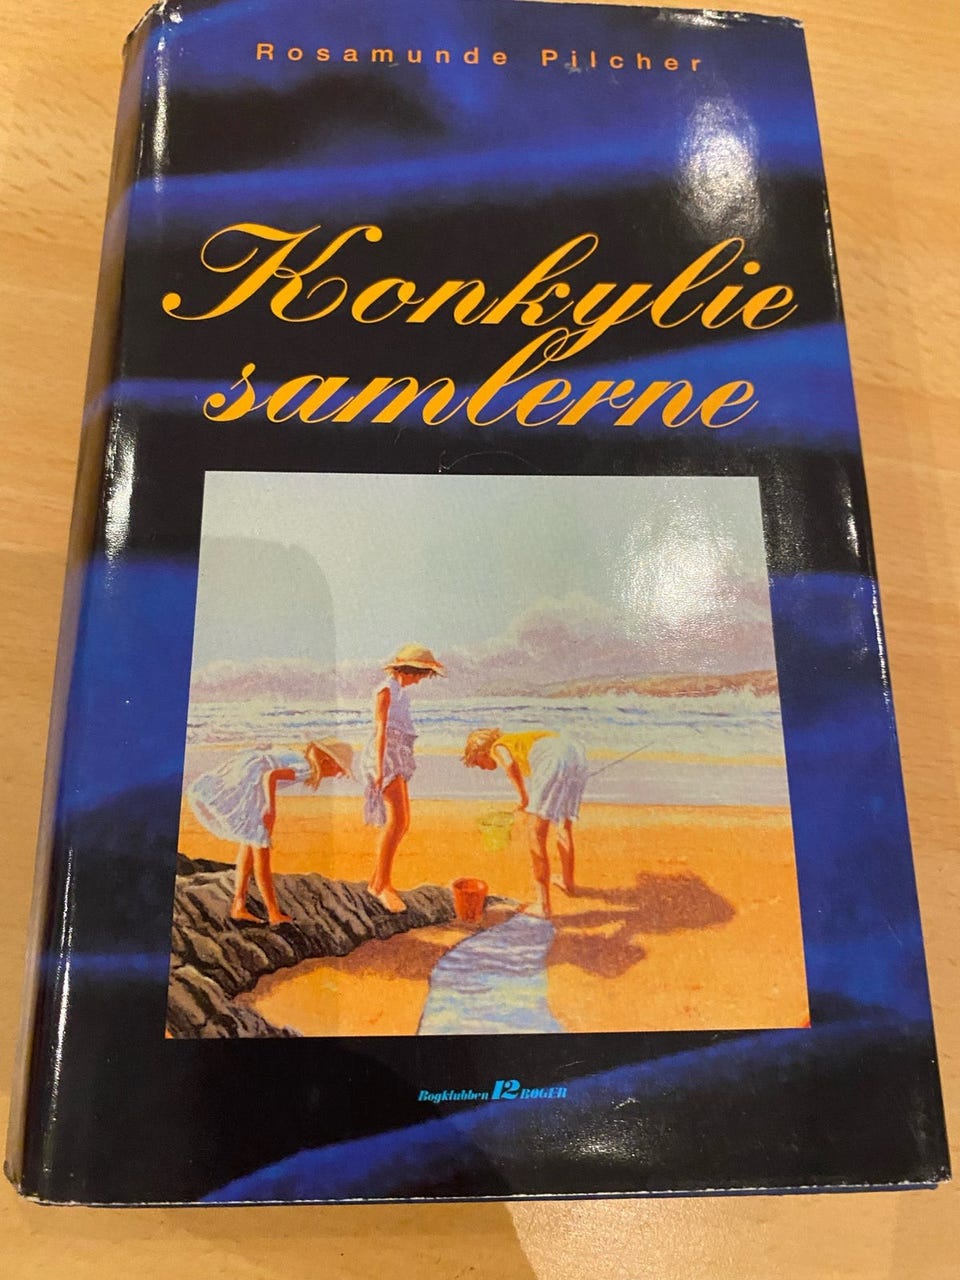 Rosamunde Pilcher
Konkylie
samlerne
Bogklubben 12 BØGER